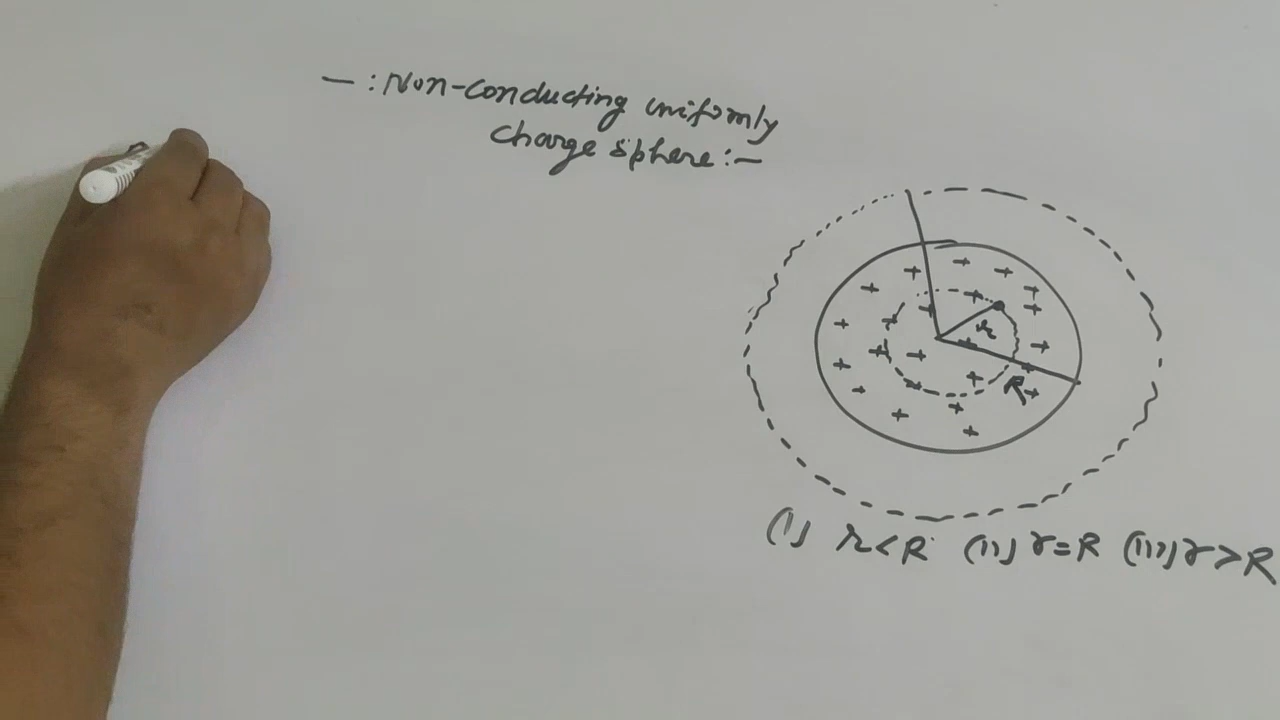 — : Non-conducting uniformly
charge sphere :—
r
R
(i) r<R (ii) r=R (iii) r>R